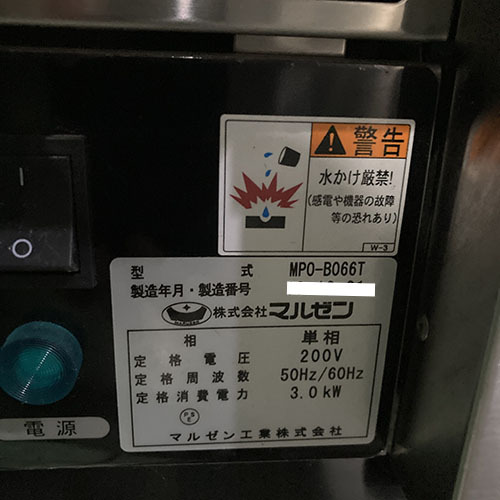 警告
水かけ厳禁!
(感電や機器の故障
等の恐れあり)
W-3
型式 MPO-B066T
製造年月・製造番号
株式会社マルゼン
相 単相
定格電圧 200V
定格周波数 50Hz/60Hz
定格消費電力 3.0kW
PS
E
マルゼン工業株式会社
電源